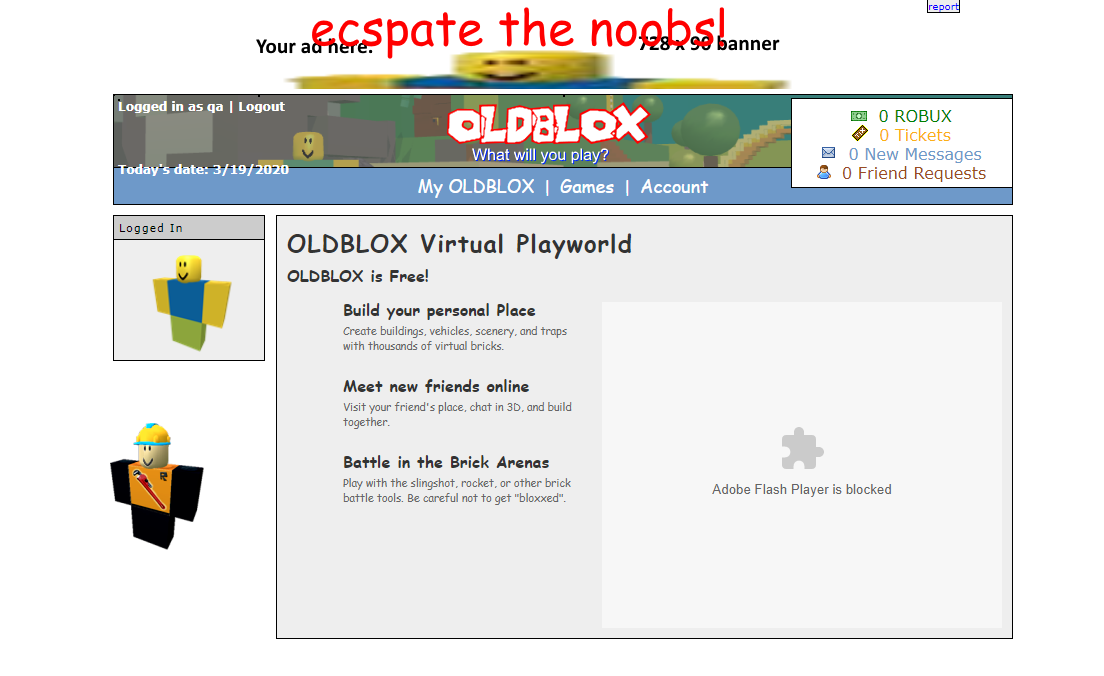 report
ecspate the noobs!
Your ad here.
728 x 90 banner
Logged in as qa | Logout
OLDBLOX
What will you play?
Today's date: 3/19/2020
0 ROBUX
0 Tickets
0 New Messages
0 Friend Requests
My OLDBLOX | Games | Account
Logged In
OLDBLOX Virtual Playworld
OLDBLOX is Free!
Build your personal Place
Create buildings, vehicles, scenery, and traps
with thousands of virtual bricks.
Meet new friends online
Visit your friend's place, chat in 3D, and build
together.
Battle in the Brick Arenas
Play with the slingshot, rocket, or other brick
battle tools. Be careful not to get "bloxxed".
Adobe Flash Player is blocked